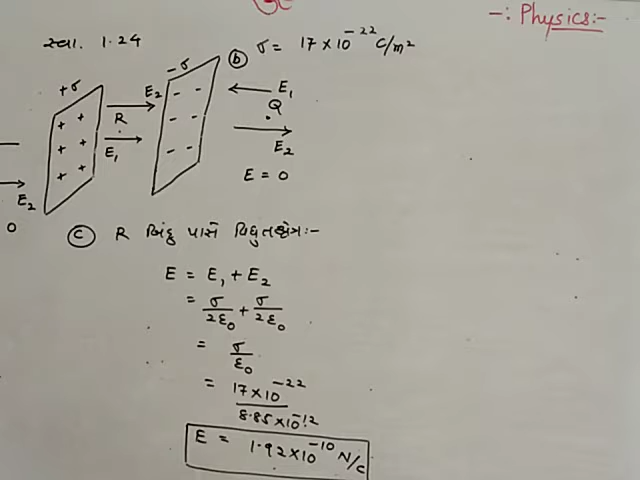 -: Physics:-
સ્વા. 1.24
+σ
E₂
R
E₁
E₂
0
-σ
ⓑ σ = 17 × 10⁻²² C/m²
E₁
Q
E₂
E = 0
ⓒ R બિંદુ પાસે વિદ્યુતક્ષેત્ર:-
E = E₁ + E₂
= σ/2ε₀ + σ/2ε₀
= σ/ε₀
= 17×10⁻²²/8.85×10⁻¹²
E = 1.92×10⁻¹⁰ N/C